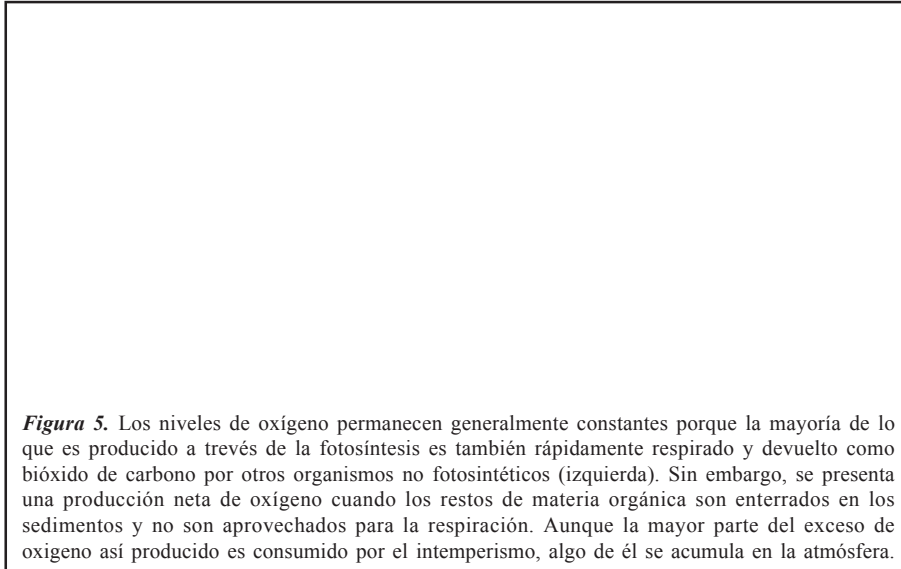 Figura 5. Los niveles de oxígeno permanecen generalmente constantes porque la mayoría de lo
que es producido a trevés de la fotosíntesis es también rápidamente respirado y devuelto como
bióxido de carbono por otros organismos no fotosintéticos (izquierda). Sin embargo, se presenta
una producción neta de oxígeno cuando los restos de materia orgánica son enterrados en los
sedimentos y no son aprovechados para la respiración. Aunque la mayor parte del exceso de
oxigeno así producido es consumido por el intemperismo, algo de él se acumula en la atmósfera.